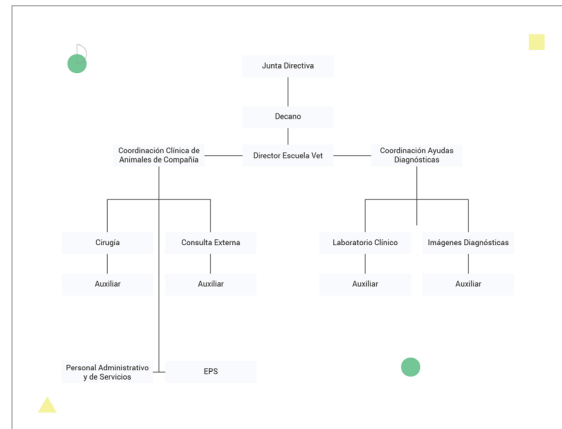 Junta Directiva
Decano
Coordinación Clínica de
Animales de Compañía
Director Escuela Vet
Coordinación Ayudas
Diagnósticas
Cirugía
Consulta Externa
Laboratorio Clínico
Imágenes Diagnósticas
Auxiliar
Auxiliar
Auxiliar
Auxiliar
Personal Administrativo
y de Servicios
EPS